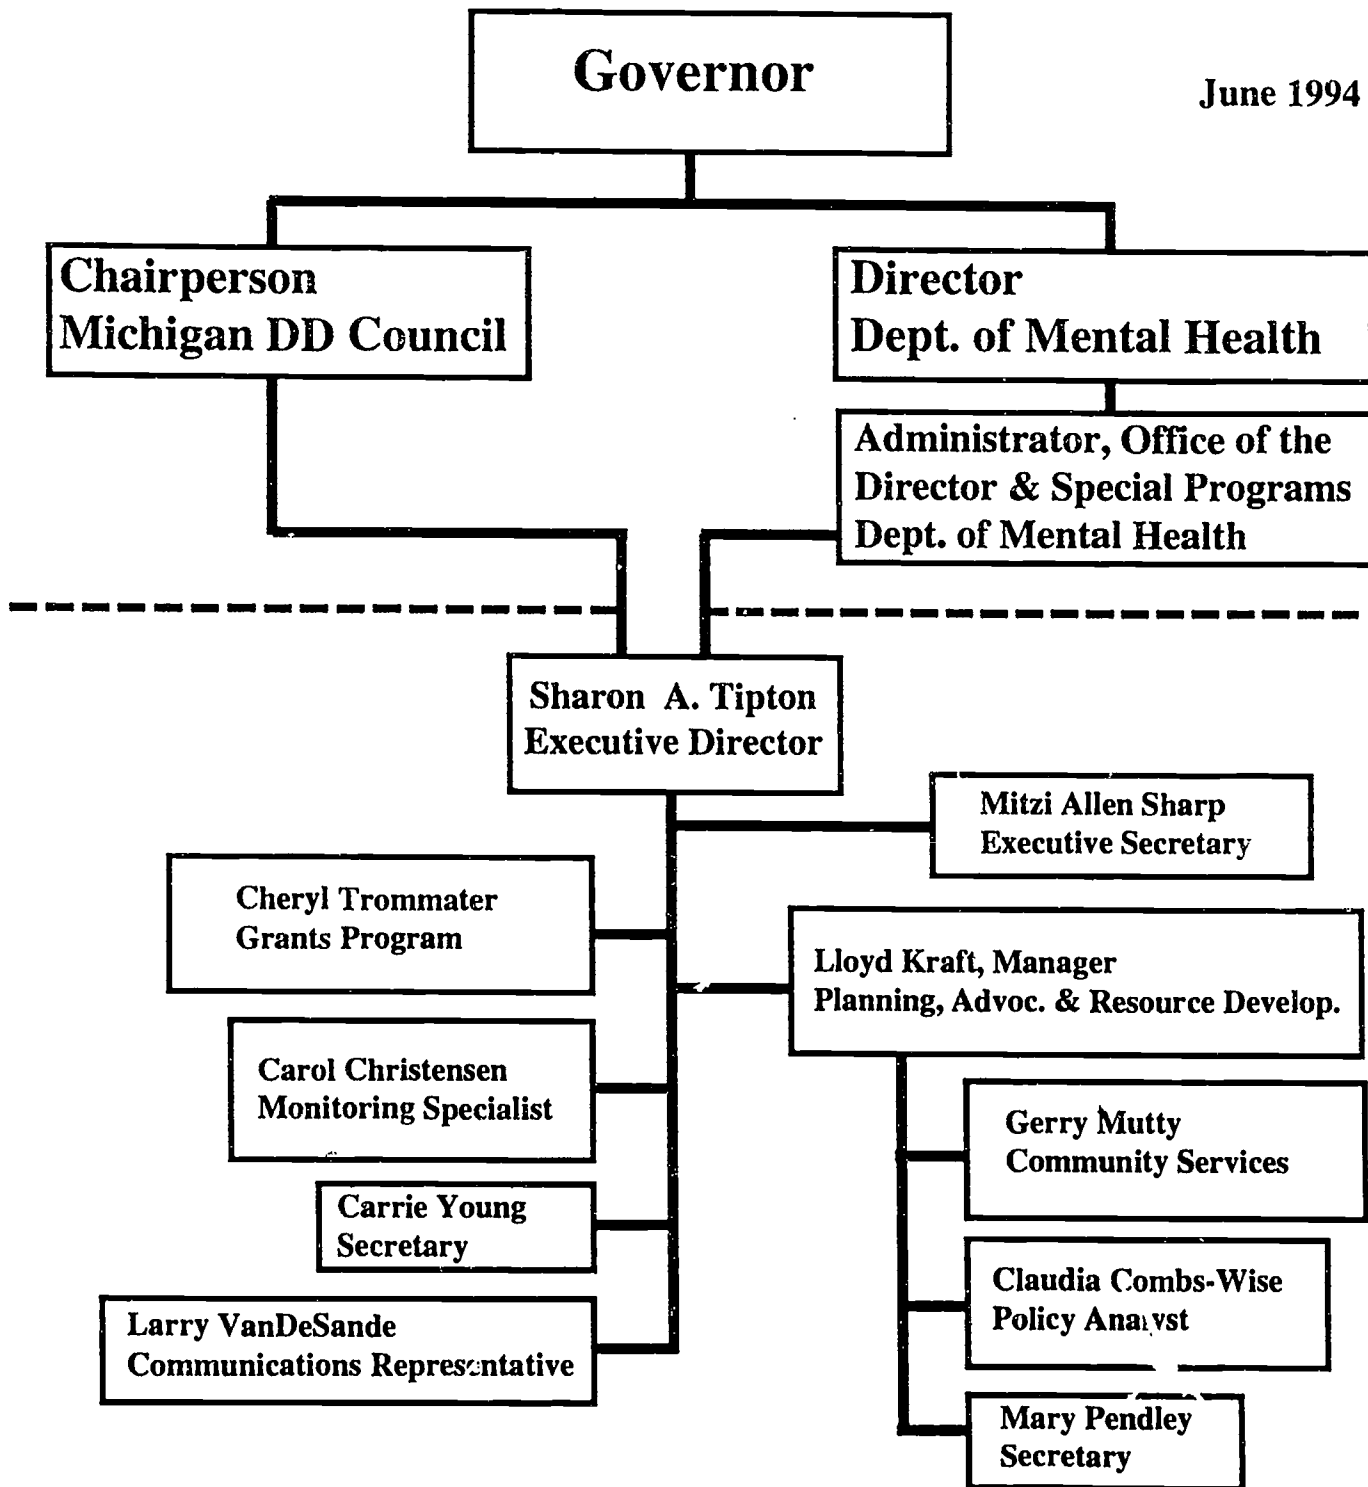 Governor
June 1994
Chairperson
Michigan DD Council
Director
Dept. of Mental Health
Administrator, Office of the
Director & Special Programs
Dept. of Mental Health
Sharon A. Tipton
Executive Director
Mitzi Allen Sharp
Executive Secretary
Cheryl Trommater
Grants Program
Lloyd Kraft, Manager
Planning, Advoc. & Resource Develop.
Carol Christensen
Monitoring Specialist
Gerry Mutty
Community Services
Carrie Young
Secretary
Claudia Combs-Wise
Policy Analyst
Larry VanDeSande
Communications Representative
Mary Pendley
Secretary